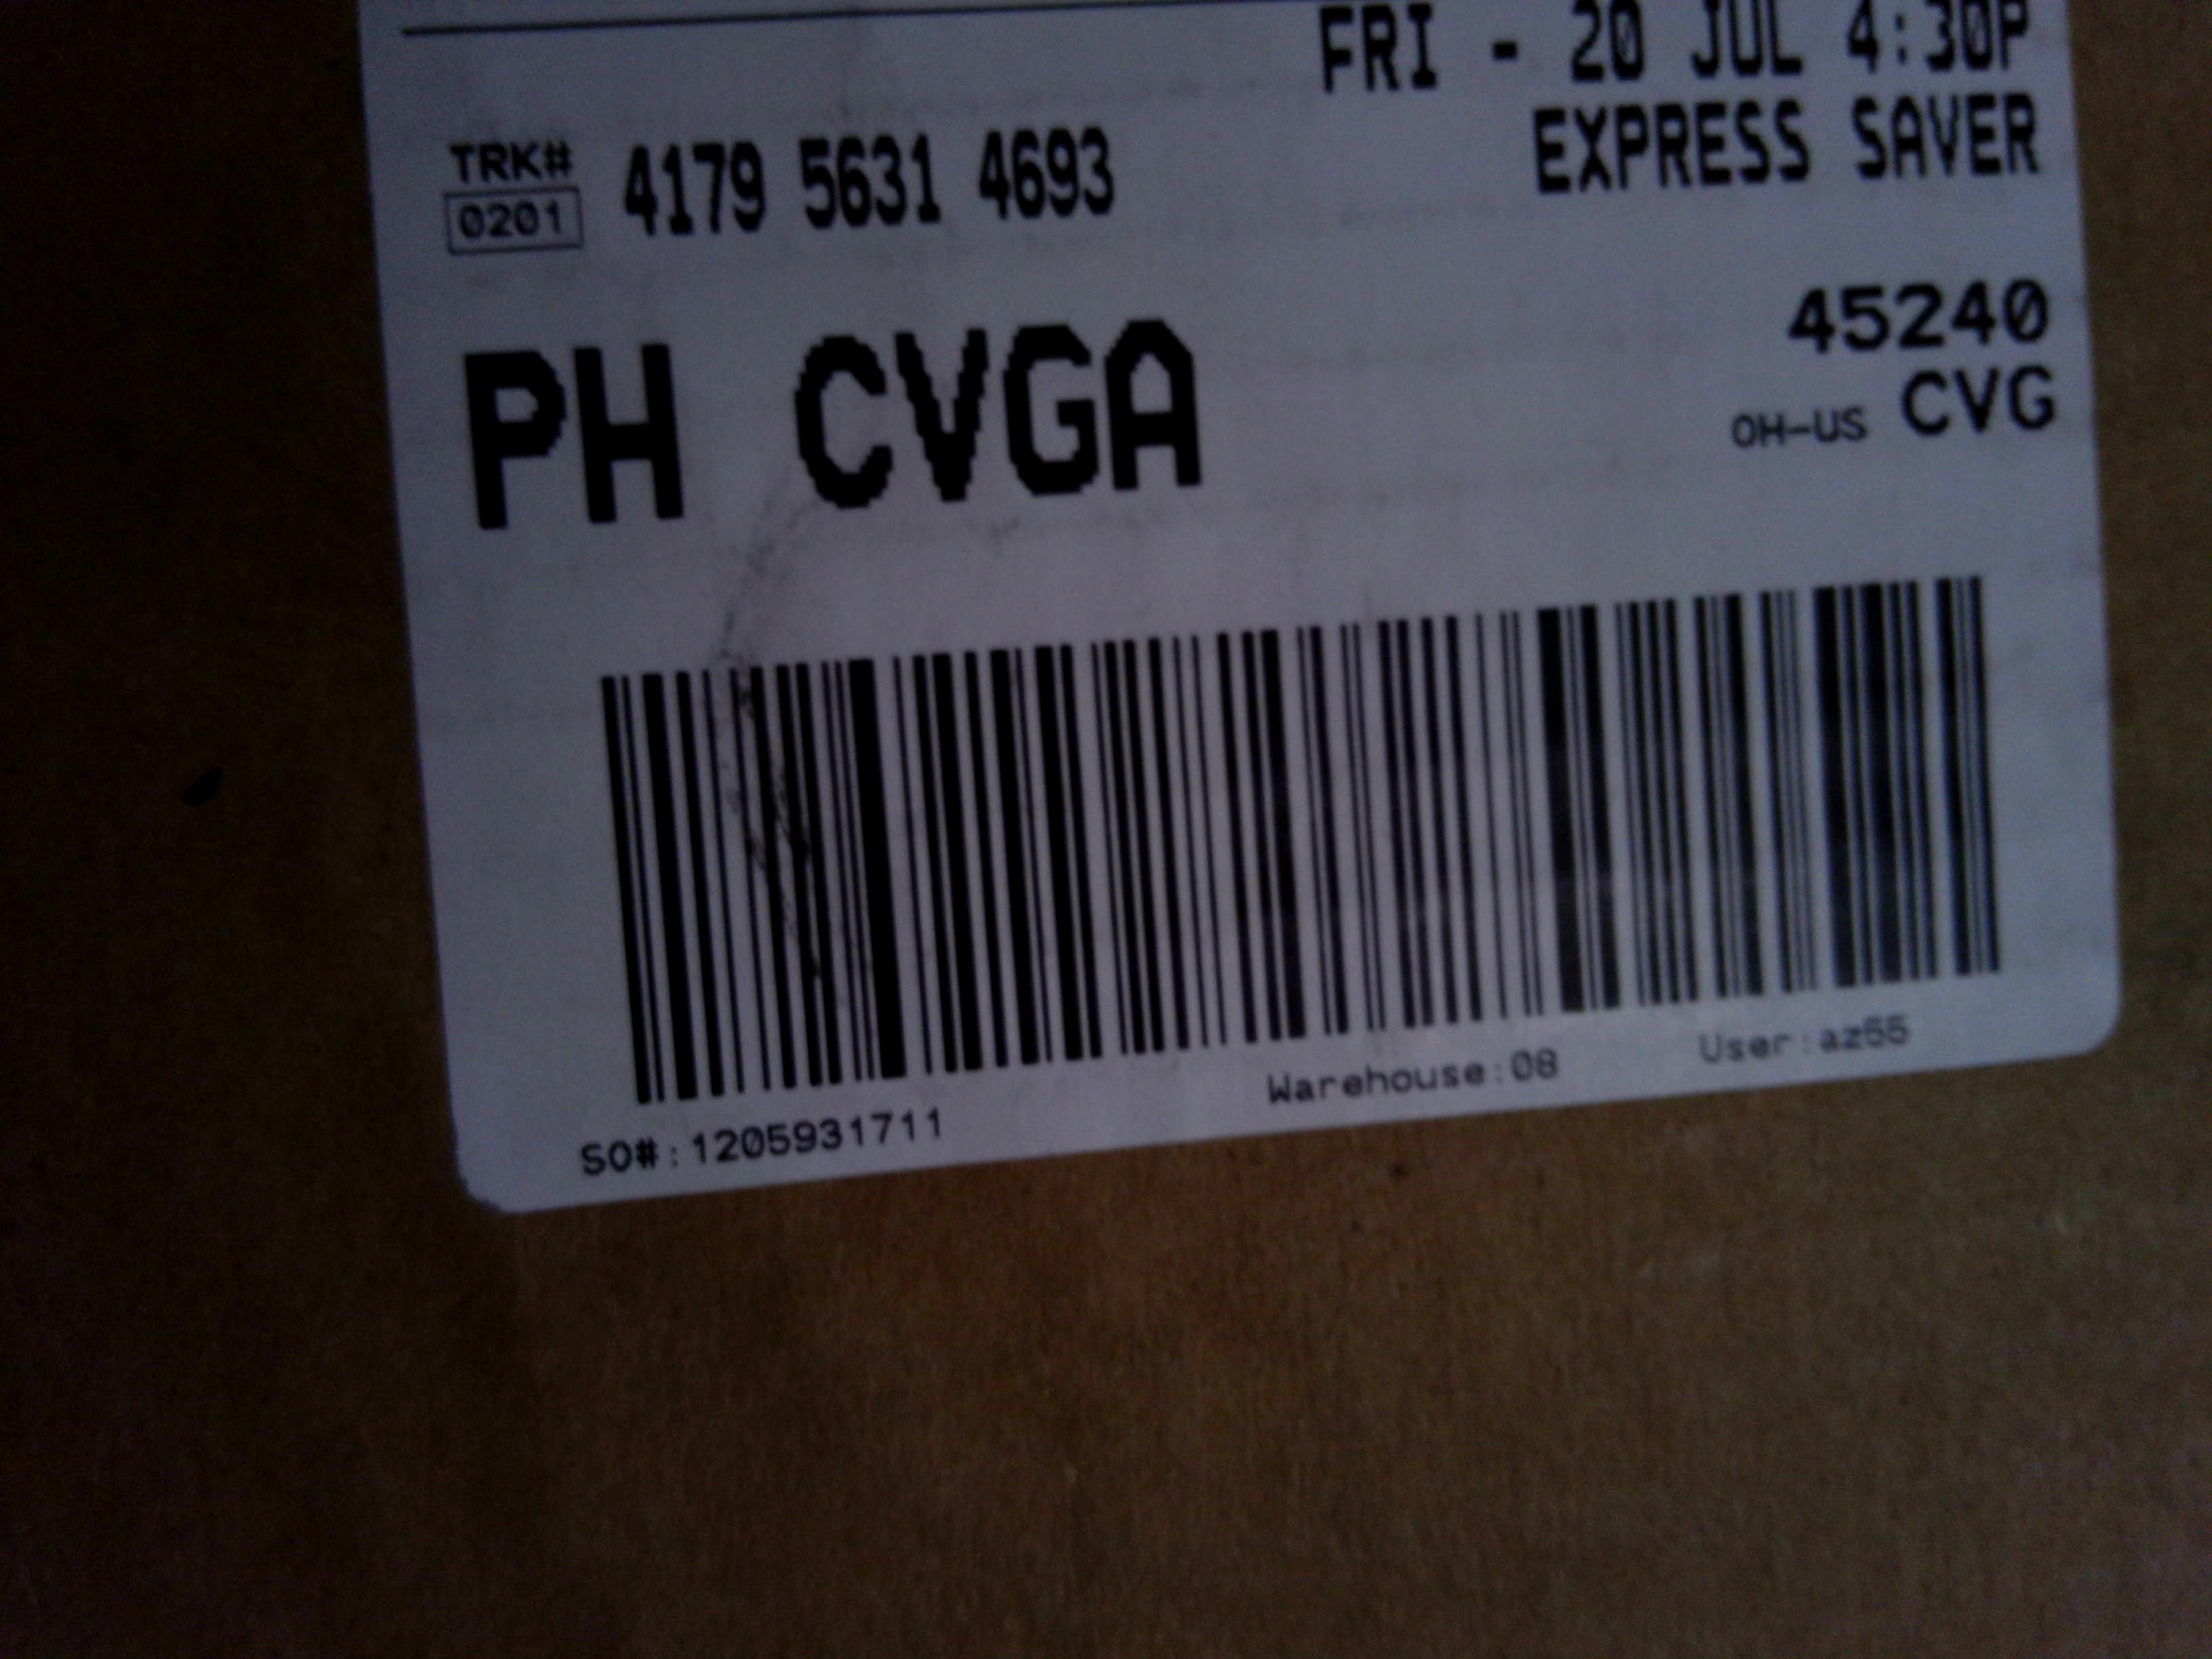 FRI - 20 JUL 4:30P
EXPRESS SAVER
TRK# 4179 5631 4693
0201
PH CVGA
45240
OH-US CVG
SO#:1205931711 Warehouse:08 User:az55